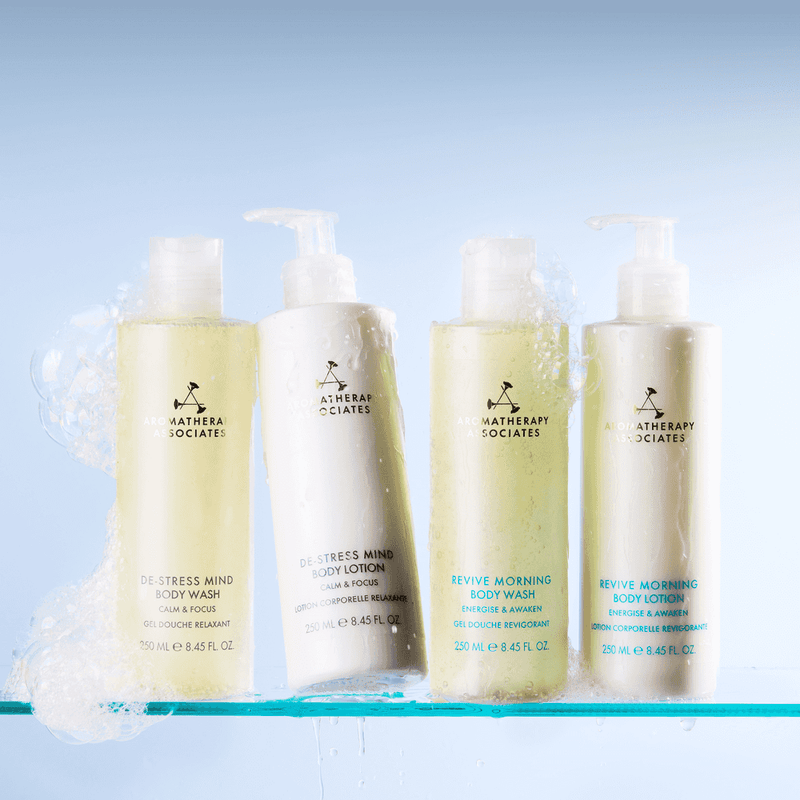 AROMATHERAPY
ASSOCIATES
DE-STRESS MIND
BODY WASH
CALM & FOCUS
GEL DOUCHE RELAXANT
250 ML e 8.45 FL. OZ.
AROMATHERAPY
ASSOCIATES
DE-STRESS MIND
BODY LOTION
CALM & FOCUS
LOTION CORPORELLE RELAXANTE
250 ML e 8.45 FL. OZ.
AROMATHERAPY
ASSOCIATES
REVIVE MORNING
BODY WASH
ENERGISE & AWAKEN
GEL DOUCHE REVIGORANT
250 ML e 8.45 FL. OZ.
AROMATHERAPY
ASSOCIATES
REVIVE MORNING
BODY LOTION
ENERGISE & AWAKEN
LOTION CORPORELLE REVIGORANTE
250 ML e 8.45 FL. OZ.